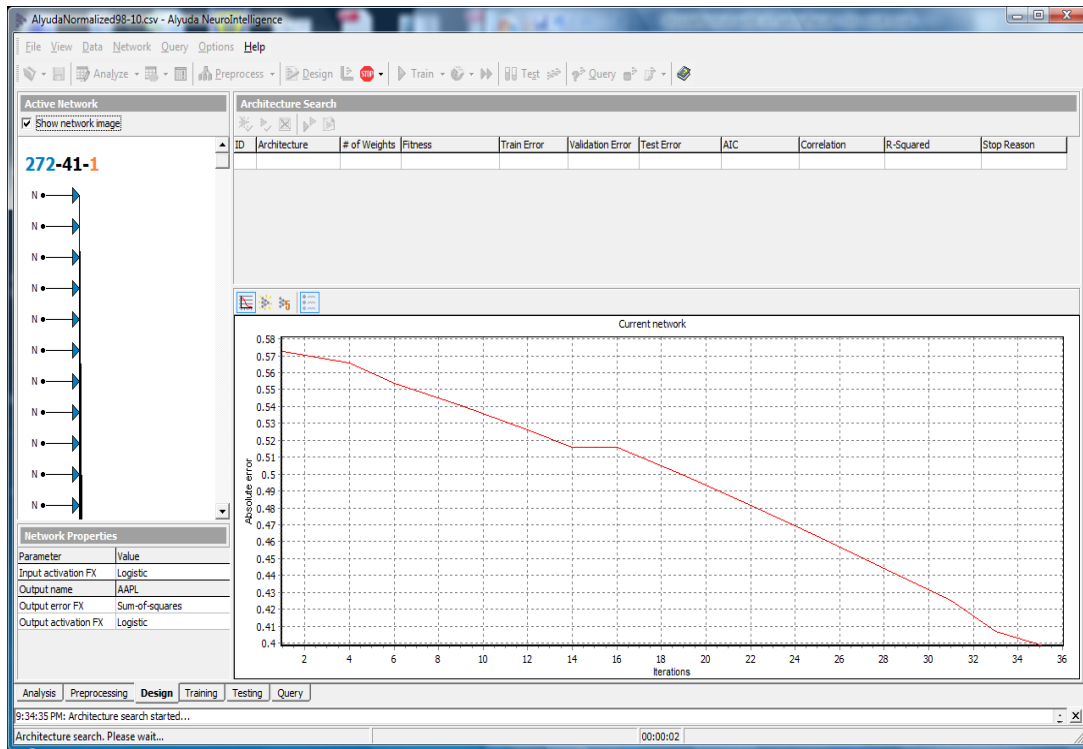 AlyudaNormalized98-10.csv - Alyuda NeuroIntelligence
File View Data Network Query Options Help
Analyze Preprocess Design STOP Train Test Query
Active Network
Show network image
272-41-1
N
N
N
N
N
N
N
N
N
N
N
Network Properties
Parameter Value
Input activation FX Logistic
Output name AAPL
Output error FX Sum-of-squares
Output activation FX Logistic
Architecture Search
ID Architecture # of Weights Fitness Train Error Validation Error Test Error AIC Correlation R-Squared Stop Reason
5
Current network
0.58
0.57
0.56
0.55
0.54
0.53
0.52
0.51
0.5
0.49
0.48
0.47
0.46
0.45
0.44
0.43
0.42
0.41
0.4
Absolute error
2 4 6 8 10 12 14 16 18 20 22 24 26 28 30 32 34 36
Iterations
Analysis Preprocessing Design Training Testing Query
9:34:35 PM: Architecture search started...
Architecture search. Please wait... 00:00:02